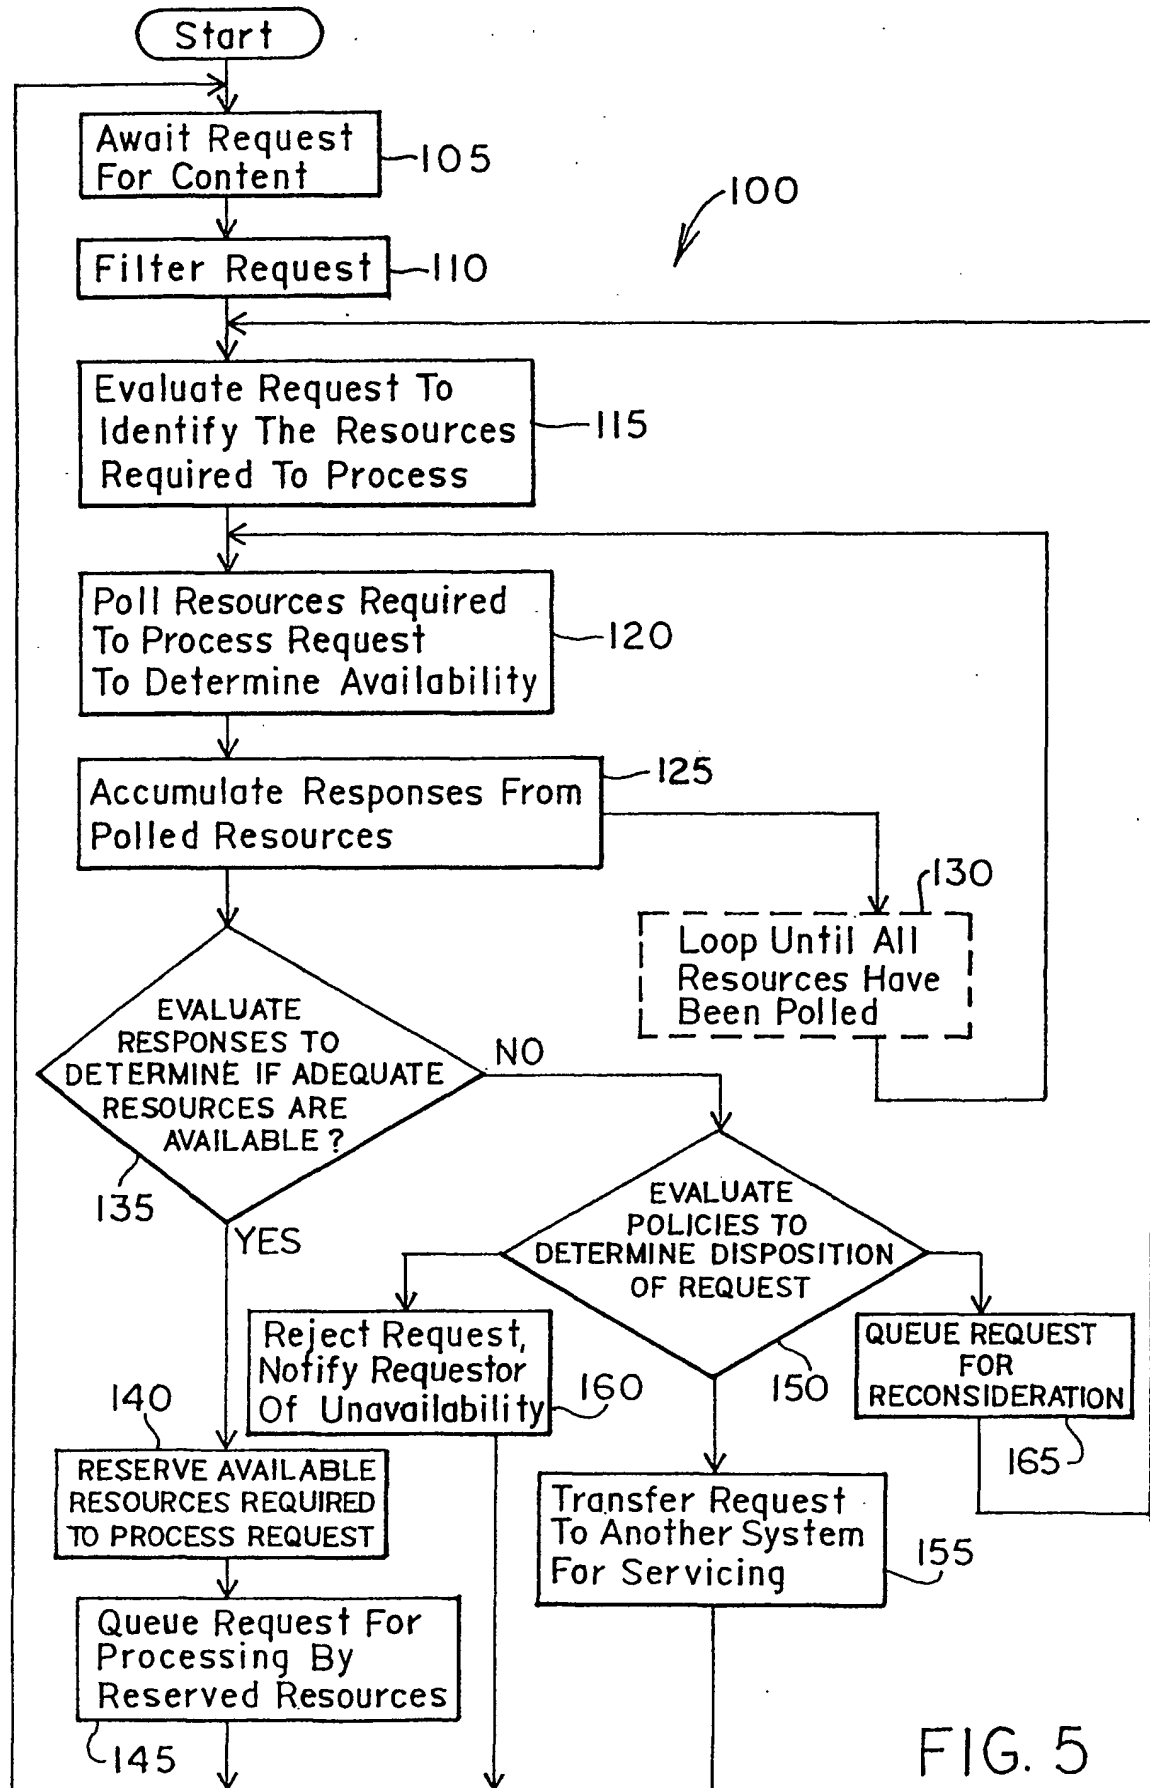 Start
Await Request
For Content
105
100
Filter Request
110
Evaluate Request To
Identify The Resources
Required To Process
115
Poll Resources Required
To Process Request
To Determine Availability
120
Accumulate Responses From
Polled Resources
125
130
Loop Until All
Resources Have
Been Polled
EVALUATE
RESPONSES TO
DETERMINE IF ADEQUATE
RESOURCES ARE
AVAILABLE ?
NO
135
YES
EVALUATE
POLICIES TO
DETERMINE DISPOSITION
OF REQUEST
150
Reject Request,
Notify Requestor
Of Unavailability
160
QUEUE REQUEST
FOR
RECONSIDERATION
165
140
RESERVE AVAILABLE
RESOURCES REQUIRED
TO PROCESS REQUEST
Transfer Request
To Another System
For Servicing
155
Queue Request For
Processing By
Reserved Resources
145
FIG. 5